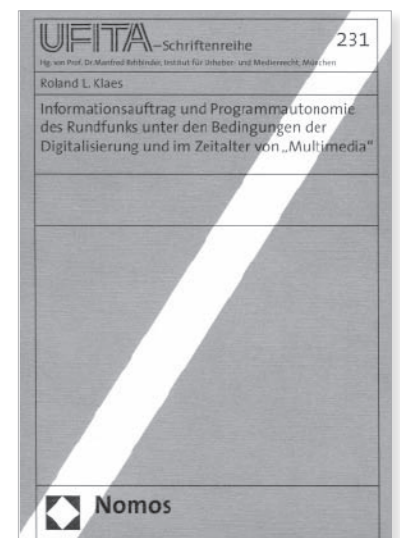 UFITA-Schriftenreihe 231
Hg. von Prof. Dr. Manfred Rehbinder, Institut für Urheber- und Medienrecht, München
Roland L. Klaes
Informationsauftrag und Programmautonomie
des Rundfunks unter den Bedingungen der
Digitalisierung und im Zeitalter von „Multimedia“
Nomos